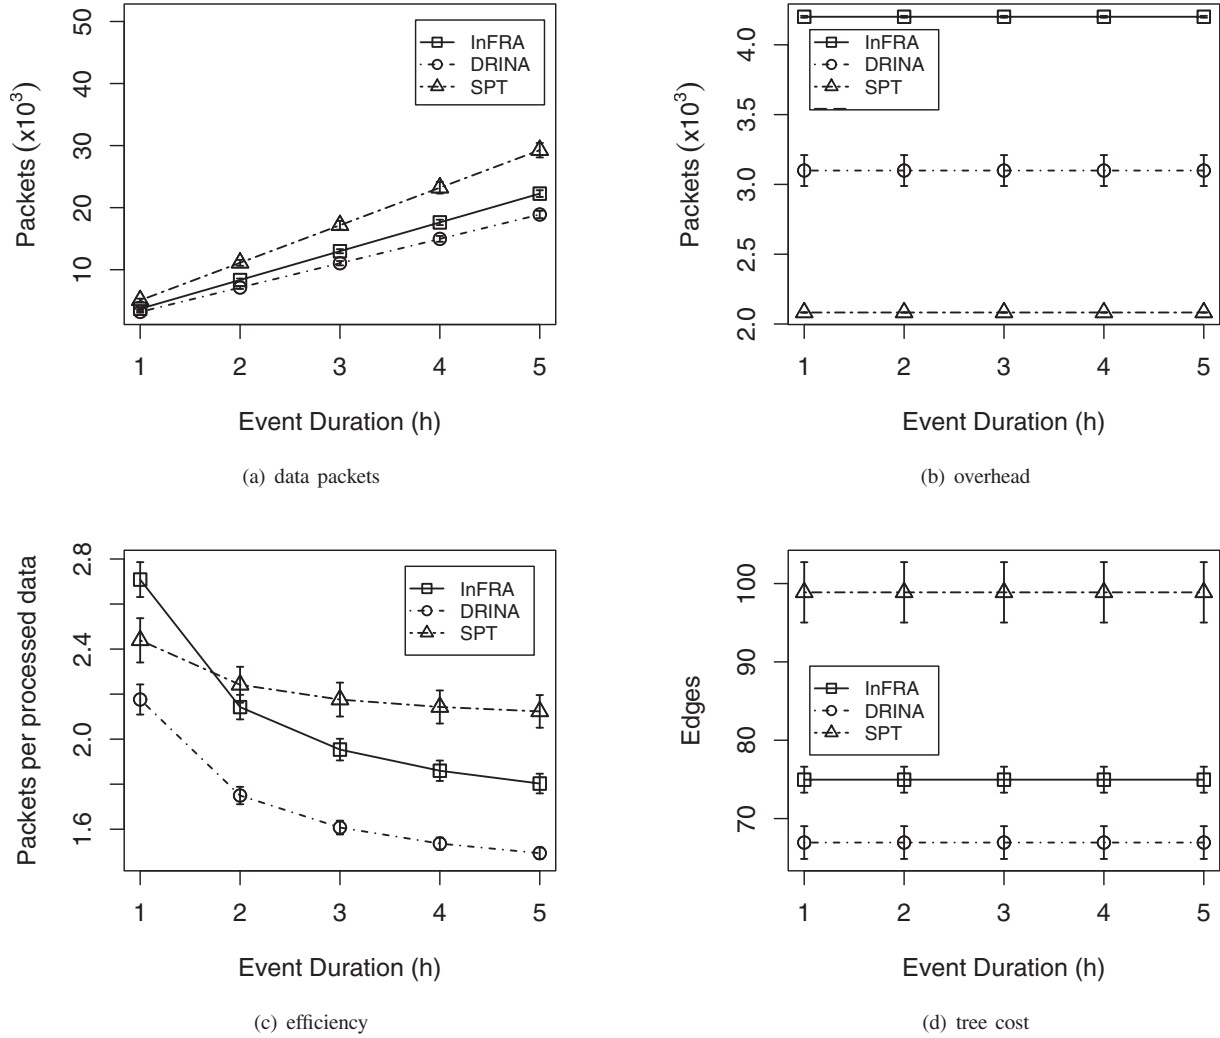 50
40
30
20
10
Packets (x10³)
InFRA
DRINA
SPT
1 2 3 4 5
Event Duration (h)
(a) data packets
4.0
3.5
3.0
2.5
2.0
Packets (x10³)
InFRA
DRINA
SPT
1 2 3 4 5
Event Duration (h)
(b) overhead
2.8
2.4
2.0
1.6
Packets per processed data
InFRA
DRINA
SPT
1 2 3 4 5
Event Duration (h)
(c) efficiency
100
90
80
70
Edges
InFRA
DRINA
SPT
1 2 3 4 5
Event Duration (h)
(d) tree cost